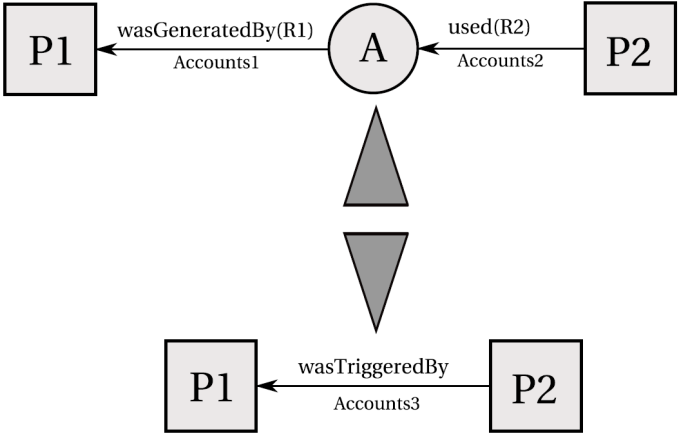 P1
wasGeneratedBy(R1)
Accounts1
A
used(R2)
Accounts2
P2
P1
wasTriggeredBy
Accounts3
P2